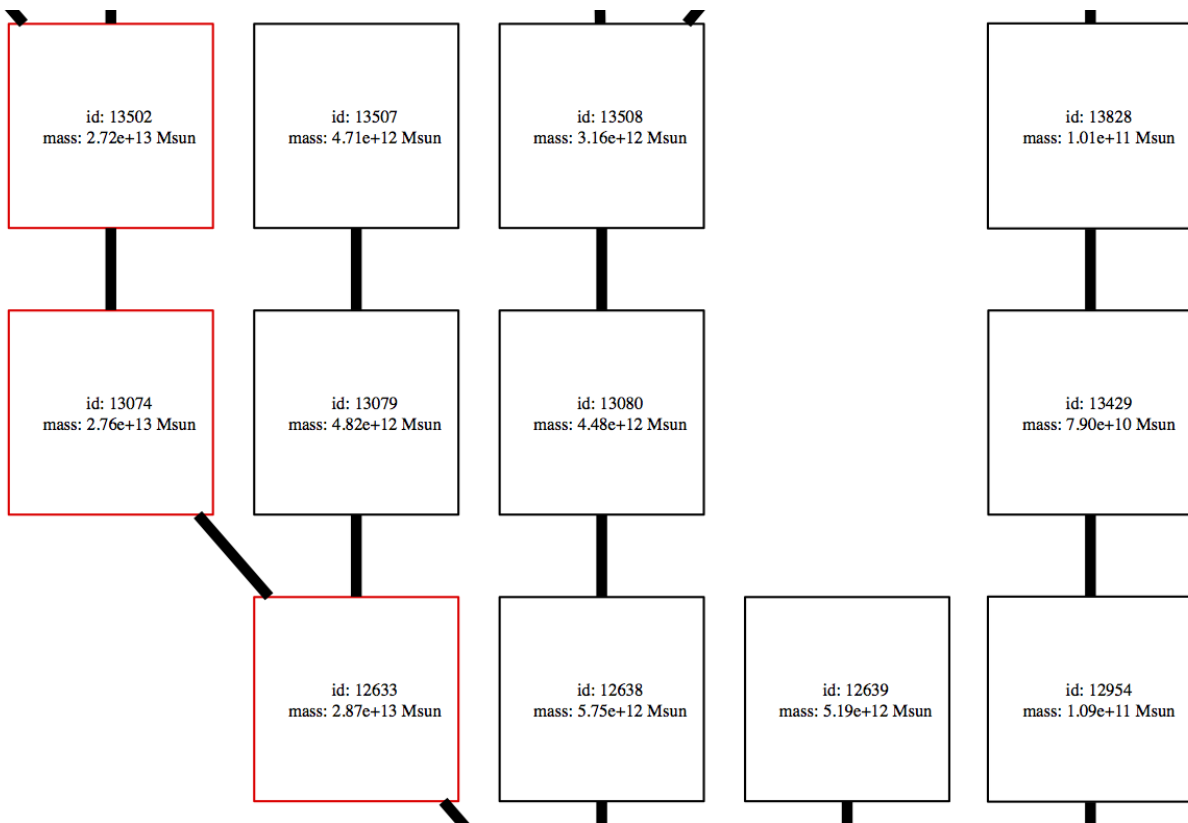 id: 13502
mass: 2.72e+13 Msun
id: 13507
mass: 4.71e+12 Msun
id: 13508
mass: 3.16e+12 Msun
id: 13828
mass: 1.01e+11 Msun
id: 13074
mass: 2.76e+13 Msun
id: 13079
mass: 4.82e+12 Msun
id: 13080
mass: 4.48e+12 Msun
id: 13429
mass: 7.90e+10 Msun
id: 12633
mass: 2.87e+13 Msun
id: 12638
mass: 5.75e+12 Msun
id: 12639
mass: 5.19e+12 Msun
id: 12954
mass: 1.09e+11 Msun